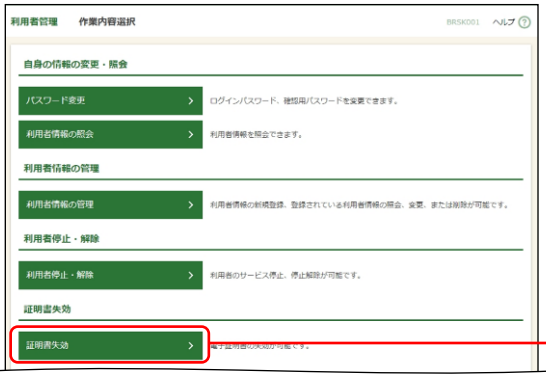 利用者管理 作業内容選択 BRSK001 ヘルプ ?
自身の情報の変更・照会
パスワード変更 > ログインパスワード、確認用パスワードを変更できます。
利用者情報の照会 > 利用者情報を照会できます。
利用者情報の管理
利用者情報の管理 > 利用者情報の新規登録、登録されている利用者情報の照会、変更、または削除が可能です。
利用者停止・解除
利用者停止・解除 > 利用者のサービス停止、停止解除が可能です。
証明書失効
証明書失効 > 電子証明書の失効が可能です。